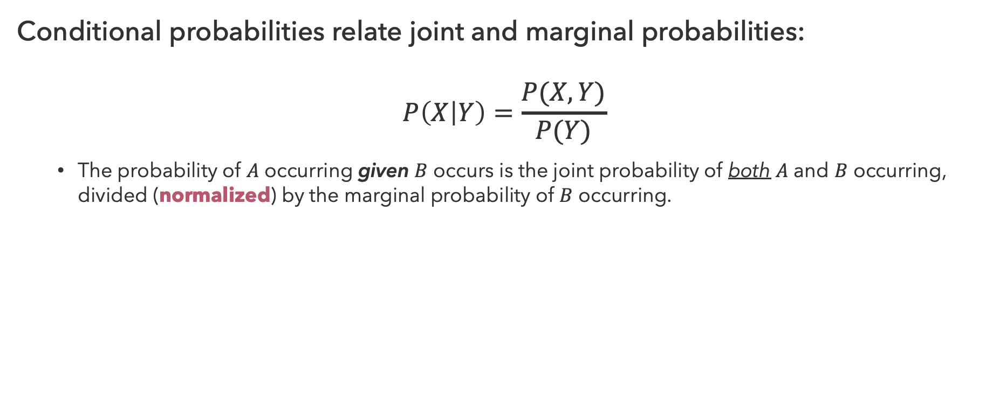 Conditional probabilities relate joint and marginal probabilities:
P(X|Y) = P(X, Y) / P(Y)
• The probability of A occurring given B occurs is the joint probability of both A and B occurring,
divided (normalized) by the marginal probability of B occurring.